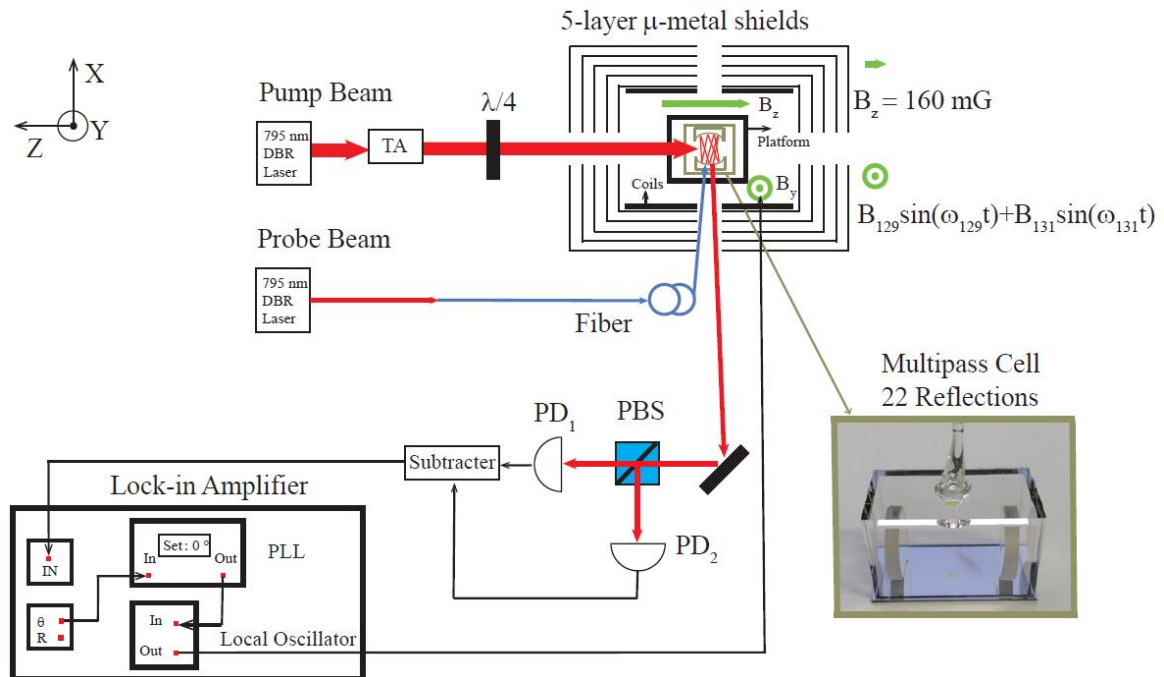 5-layer μ-metal shields
X
Y
Z
Pump Beam
λ/4
795 nm
DBR
Laser
TA
B_z
Platform
Coils
B_y
B_z = 160 mG
B_129sin(ω_129t)+B_131sin(ω_131t)
Probe Beam
795 nm
DBR
Laser
Fiber
Multipass Cell
22 Reflections
PD_1
PBS
Subtracter
PD_2
Lock-in Amplifier
IN
In
Set: 0 °
Out
PLL
θ
R
In
Out
Local Oscillator